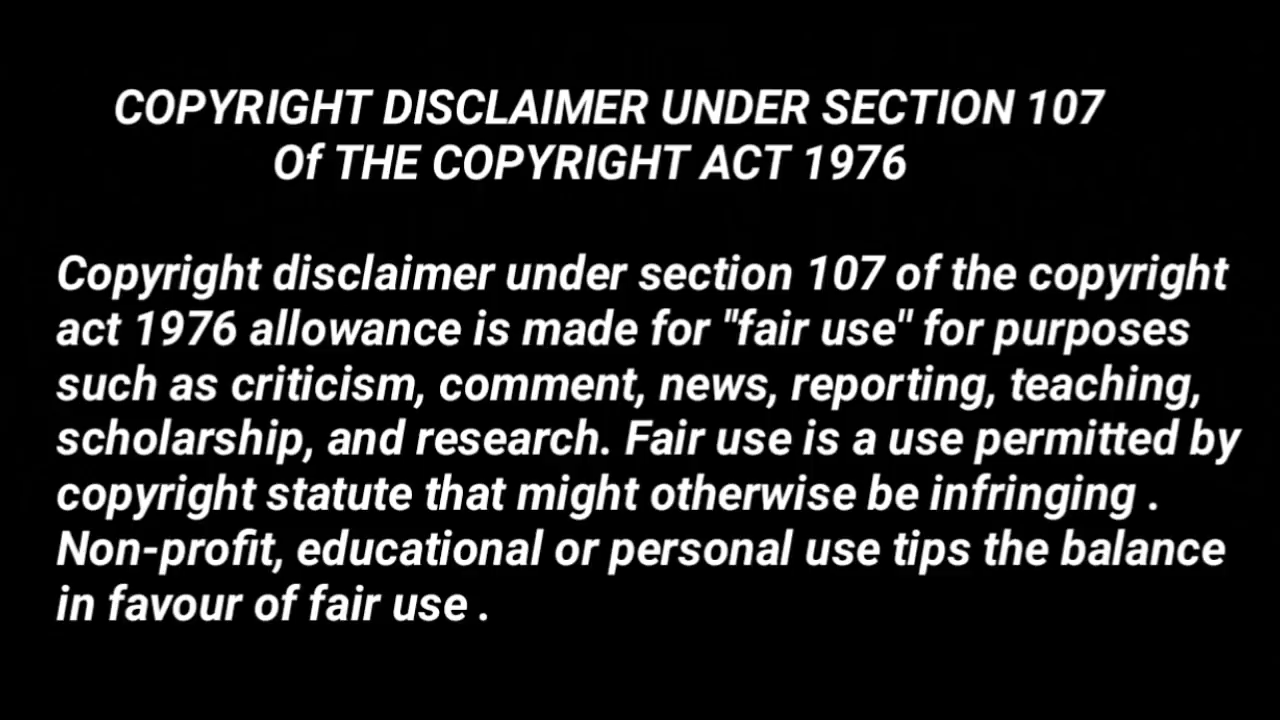 COPYRIGHT DISCLAIMER UNDER SECTION 107
Of THE COPYRIGHT ACT 1976
Copyright disclaimer under section 107 of the copyright
act 1976 allowance is made for "fair use" for purposes
such as criticism, comment, news, reporting, teaching,
scholarship, and research. Fair use is a use permitted by
copyright statute that might otherwise be infringing .
Non-profit, educational or personal use tips the balance
in favour of fair use .